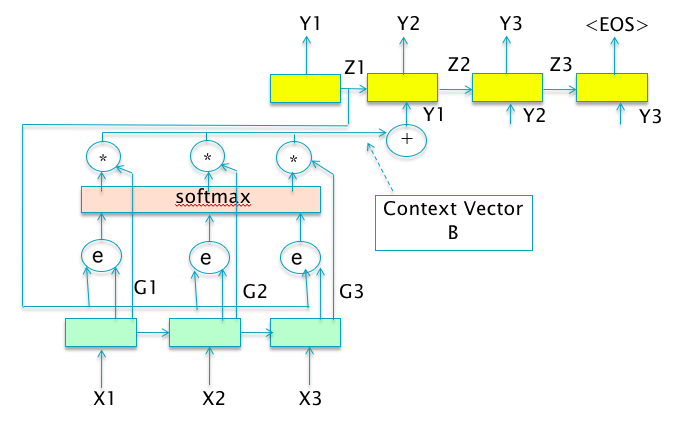 Y1 Y2 Y3 <EOS>
Z1 Z2 Z3
Y1 Y2 Y3
+
* * *
softmax
Context Vector
B
e e e
G1 G2 G3
X1 X2 X3